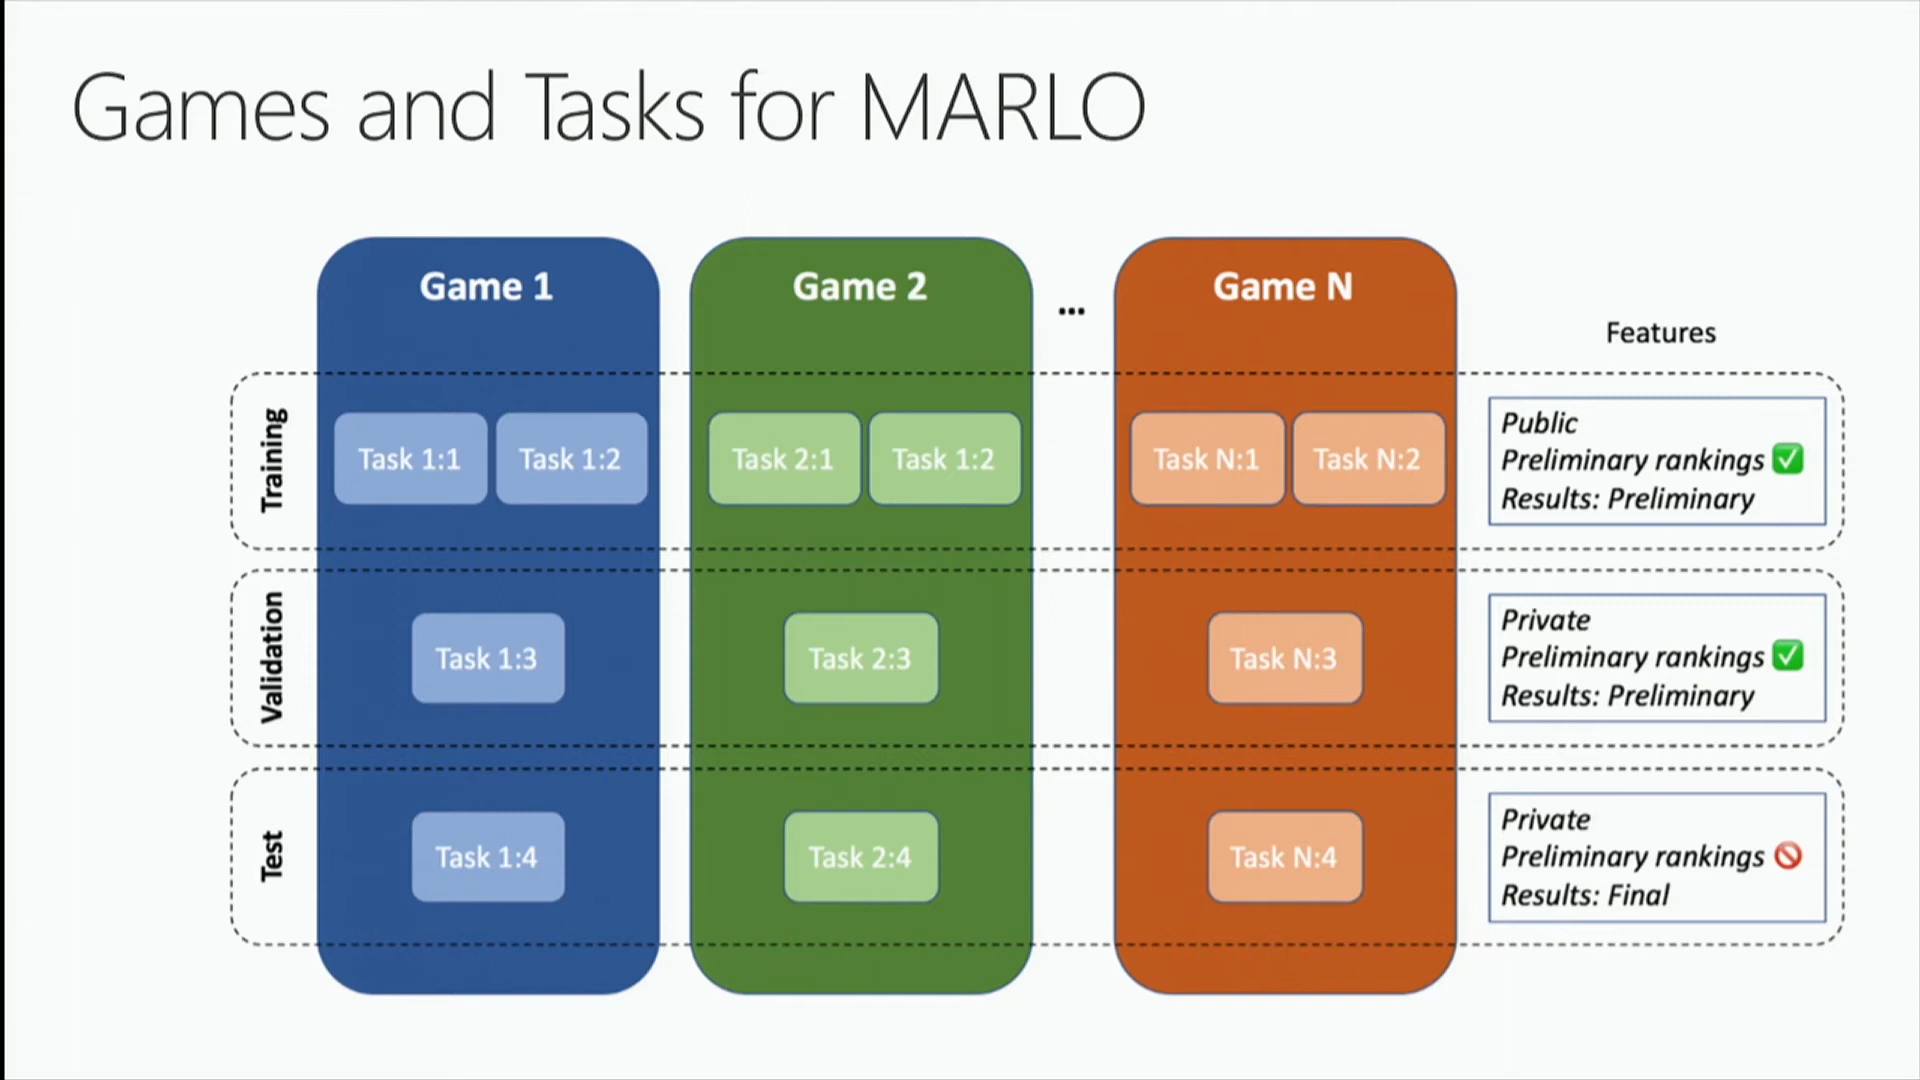 Games and Tasks for MARLO
Game 1
Game 2
...
Game N
Features
Training
Task 1:1
Task 1:2
Task 2:1
Task 1:2
Task N:1
Task N:2
Public
Preliminary rankings ✅
Results: Preliminary
Validation
Task 1:3
Task 2:3
Task N:3
Private
Preliminary rankings ✅
Results: Preliminary
Test
Task 1:4
Task 2:4
Task N:4
Private
Preliminary rankings 🚫
Results: Final